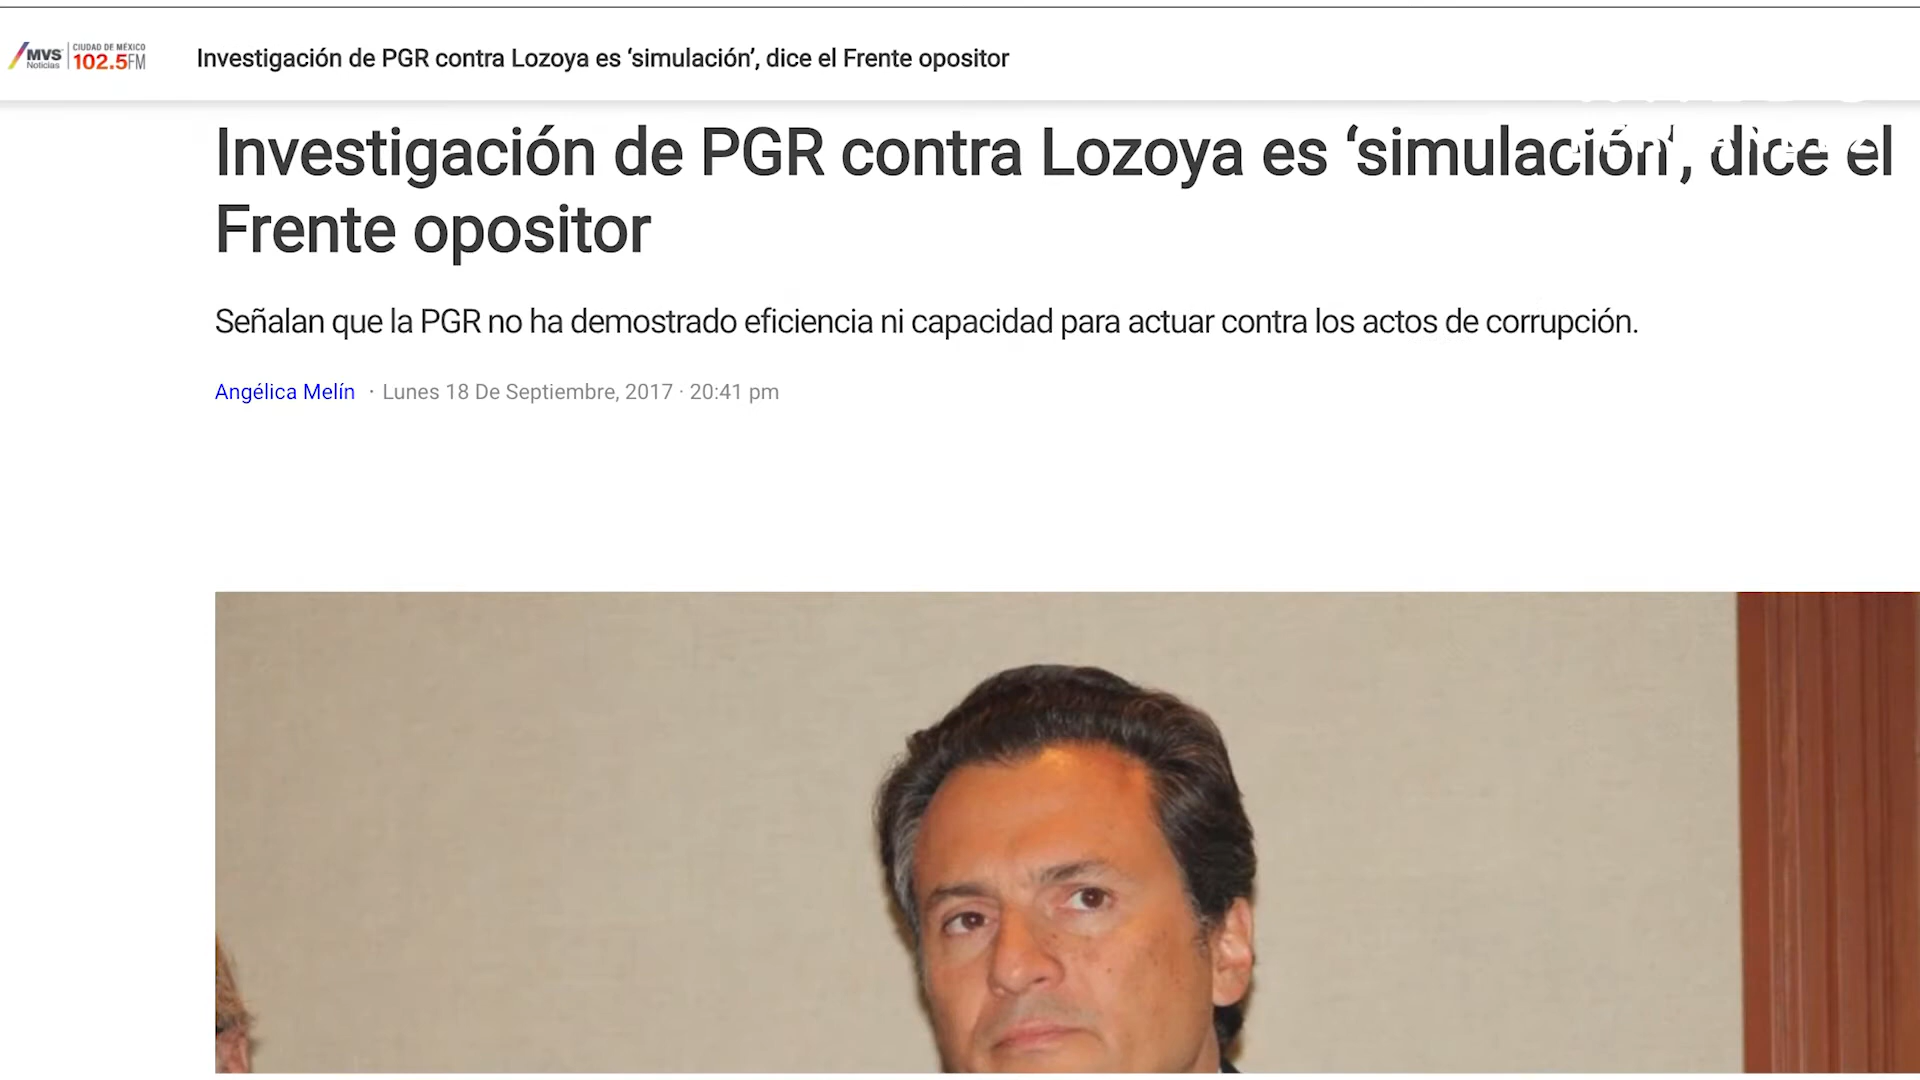 MVS Noticias CIUDAD DE MÉXICO 102.5FM
Investigación de PGR contra Lozoya es ‘simulación’, dice el Frente opositor
Investigación de PGR contra Lozoya es ‘simulación’, dice el
Frente opositor
Señalan que la PGR no ha demostrado eficiencia ni capacidad para actuar contra los actos de corrupción.
Angélica Melín · Lunes 18 De Septiembre, 2017 · 20:41 pm